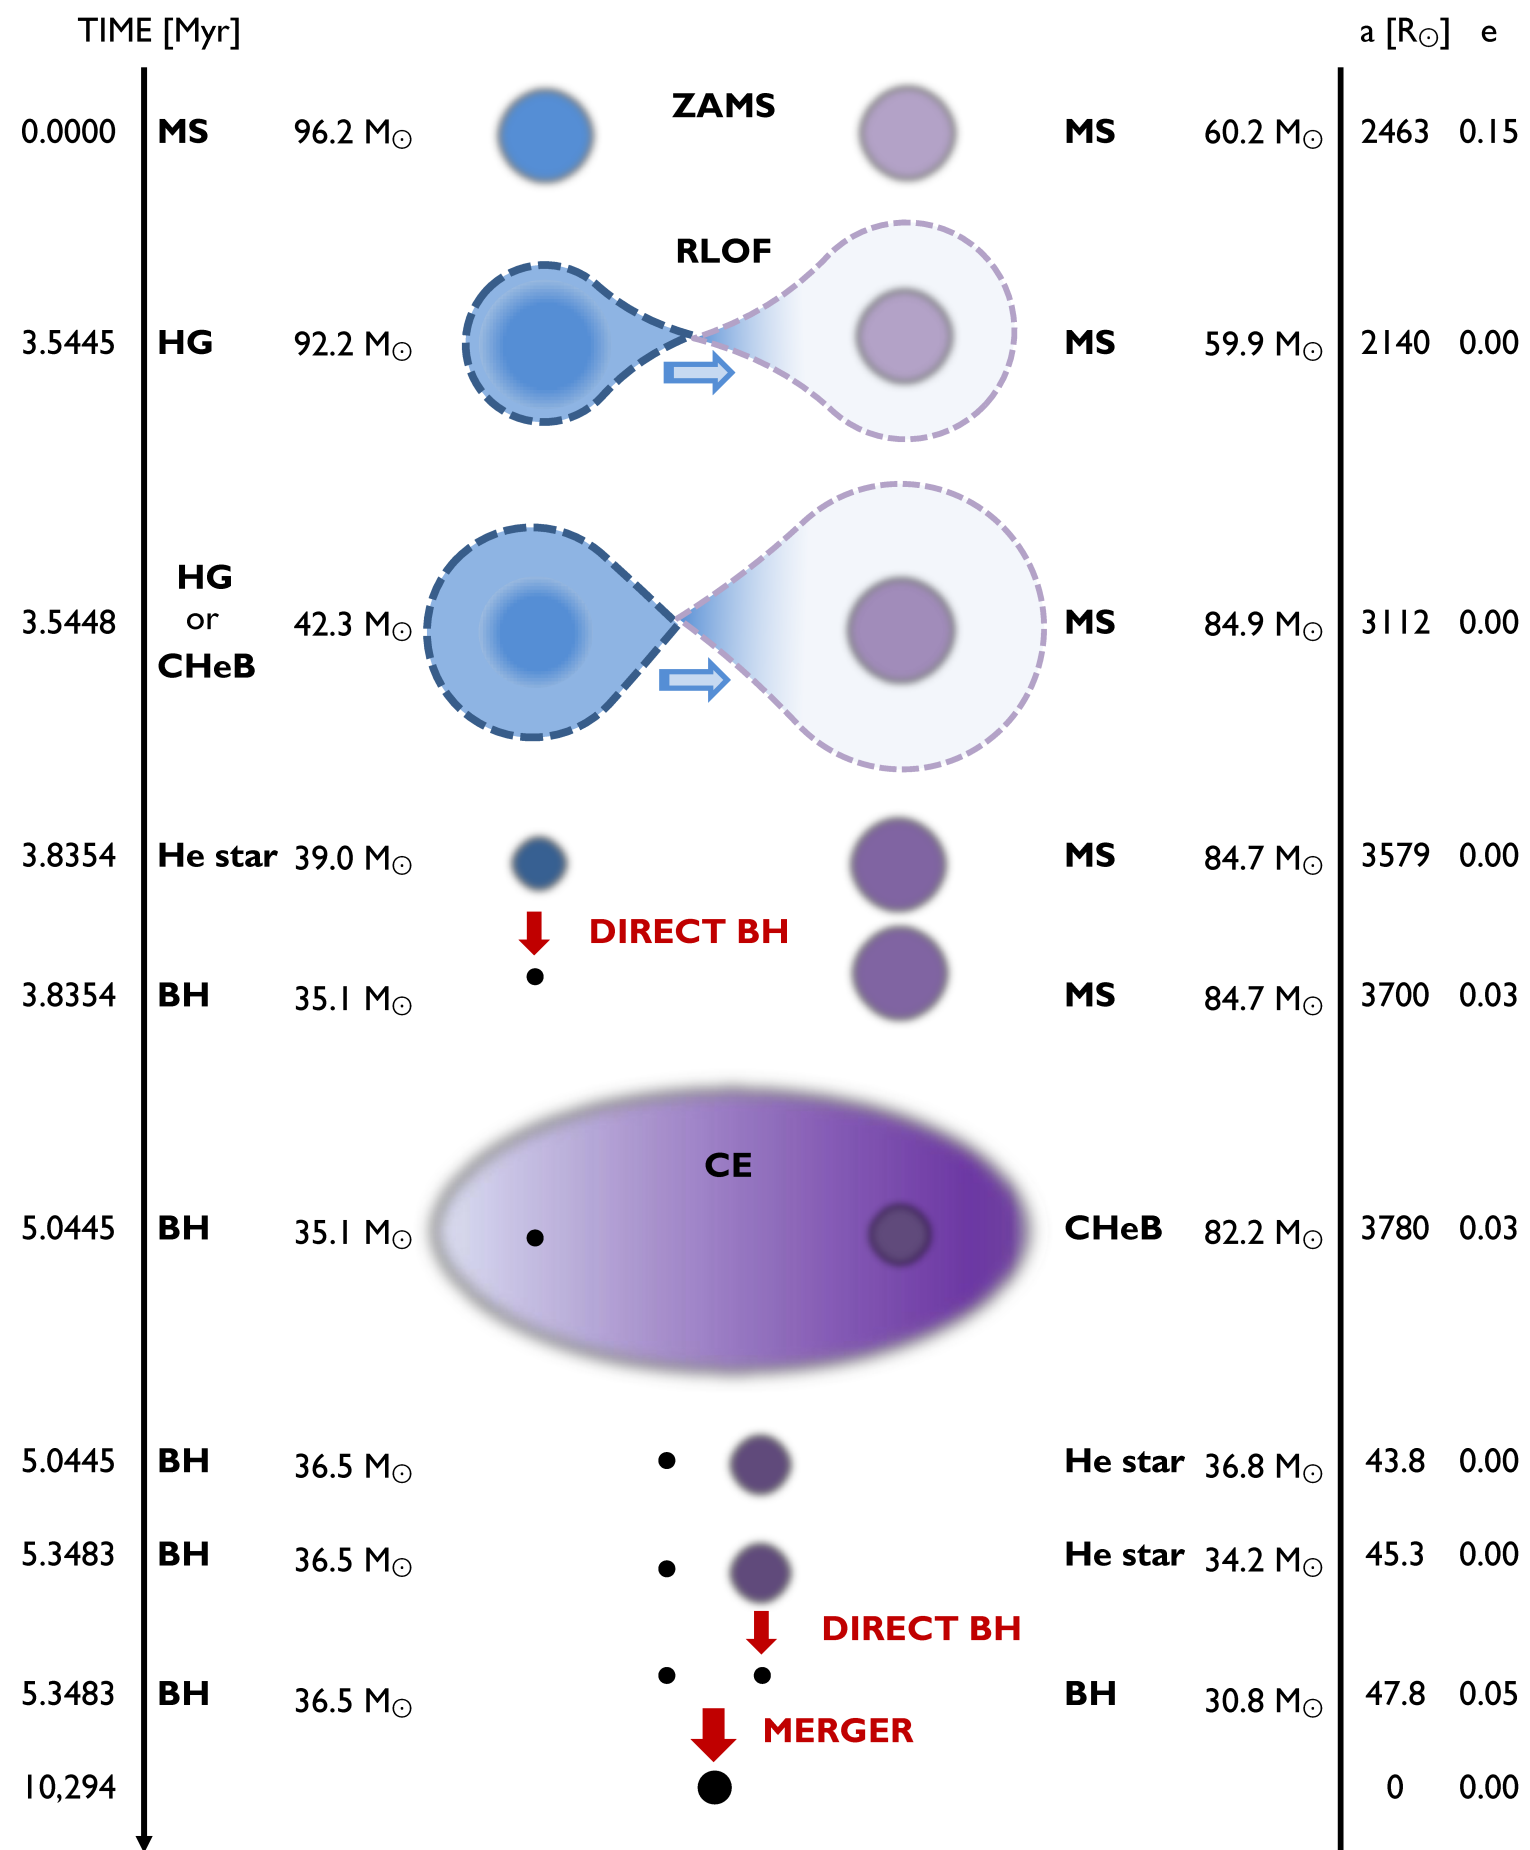 TIME [Myr] a [R☉] e
ZAMS
0.0000 MS 96.2 M☉ MS 60.2 M☉ 2463 0.15
RLOF
3.5445 HG 92.2 M☉ MS 59.9 M☉ 2140 0.00
HG
3.5448 or 42.3 M☉ MS 84.9 M☉ 3112 0.00
CHeB
3.8354 He star 39.0 M☉ MS 84.7 M☉ 3579 0.00
DIRECT BH
3.8354 BH 35.1 M☉ MS 84.7 M☉ 3700 0.03
CE
5.0445 BH 35.1 M☉ CHeB 82.2 M☉ 3780 0.03
5.0445 BH 36.5 M☉ He star 36.8 M☉ 43.8 0.00
5.3483 BH 36.5 M☉ He star 34.2 M☉ 45.3 0.00
DIRECT BH
5.3483 BH 36.5 M☉ BH 30.8 M☉ 47.8 0.05
MERGER
10,294 0 0.00